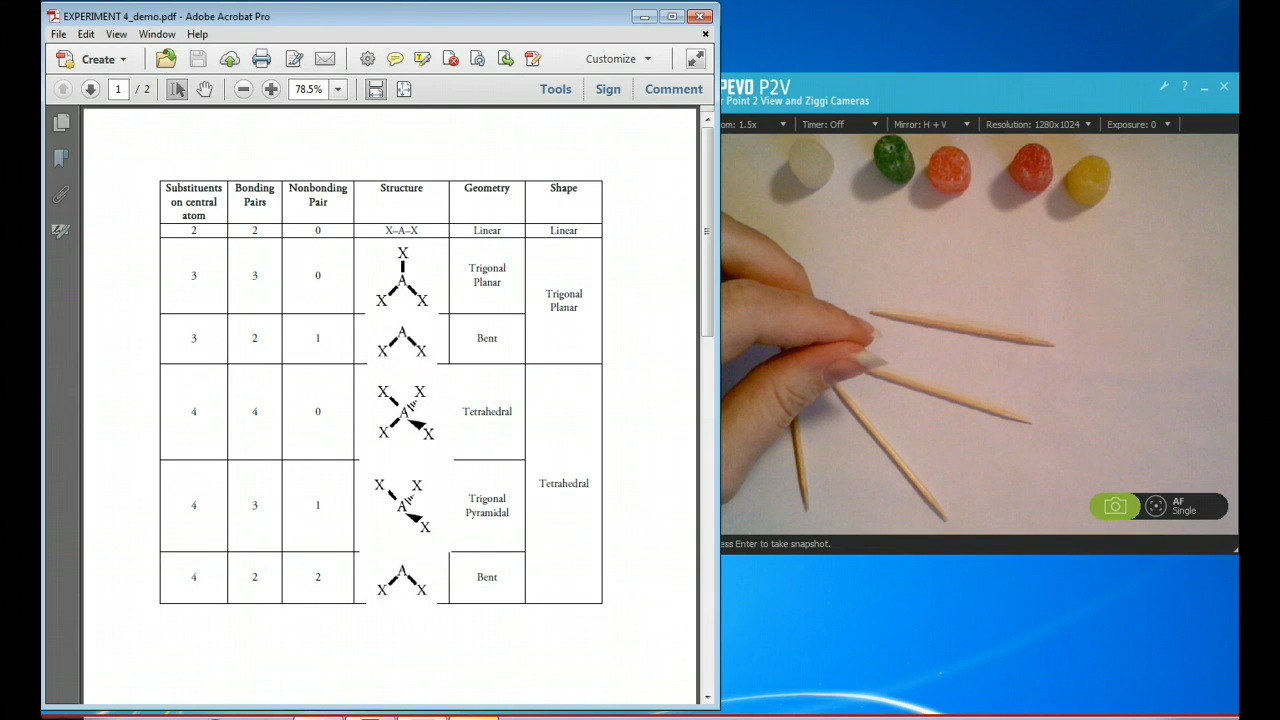 EXPERIMENT 4_demo.pdf - Adobe Acrobat Pro
File Edit View Window Help
Create
Customize
1 / 2
78.5%
Tools Sign Comment
Substituents on central atom
Bonding Pairs
Nonbonding Pair
Structure
Geometry
Shape
2 2 0 X–A–X Linear Linear
X
3 3 0 A Trigonal Planar
X X
Trigonal Planar
3 2 1 A Bent
X X
X X
4 4 0 A Tetrahedral
X X
Tetrahedral
X X
4 3 1 A Trigonal Pyramidal
X
4 2 2 A Bent
X X
PEVO P2V
Point 2 View and Ziggi Cameras
om: 1.5x Timer: Off Mirror: H + V Resolution: 1280x1024 Exposure: 0
AF
Single
ess Enter to take snapshot.